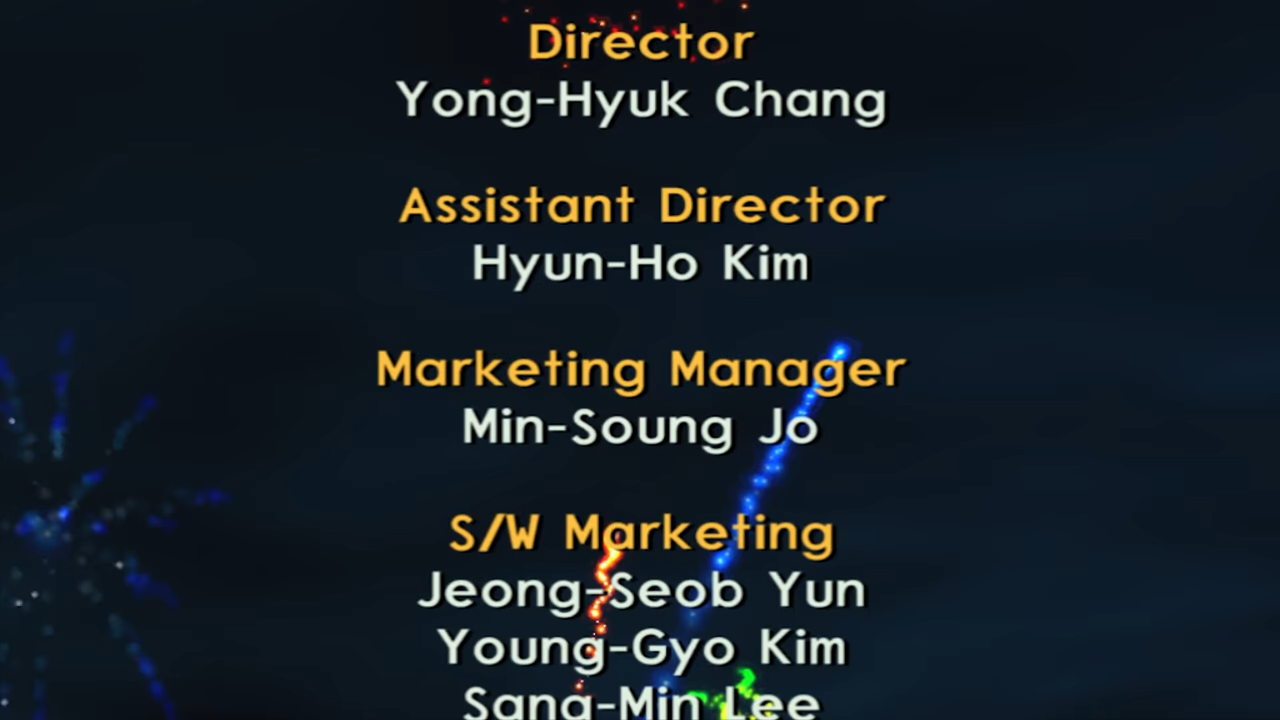 Director
Yong-Hyuk Chang
Assistant Director
Hyun-Ho Kim
Marketing Manager
Min-Soung Jo
S/W Marketing
Jeong-Seob Yun
Young-Gyo Kim
Sang-Min Lee